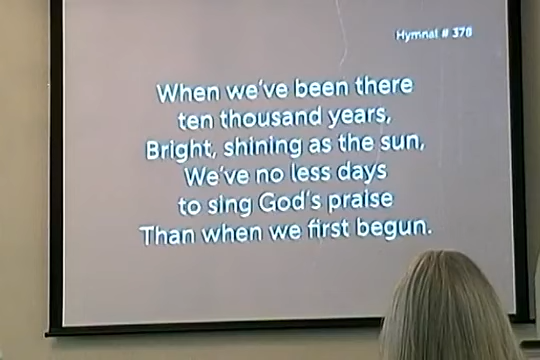 Hymnal # 378
When we've been there
ten thousand years,
Bright, shining as the sun,
We've no less days
to sing God's praise
Than when we first begun.